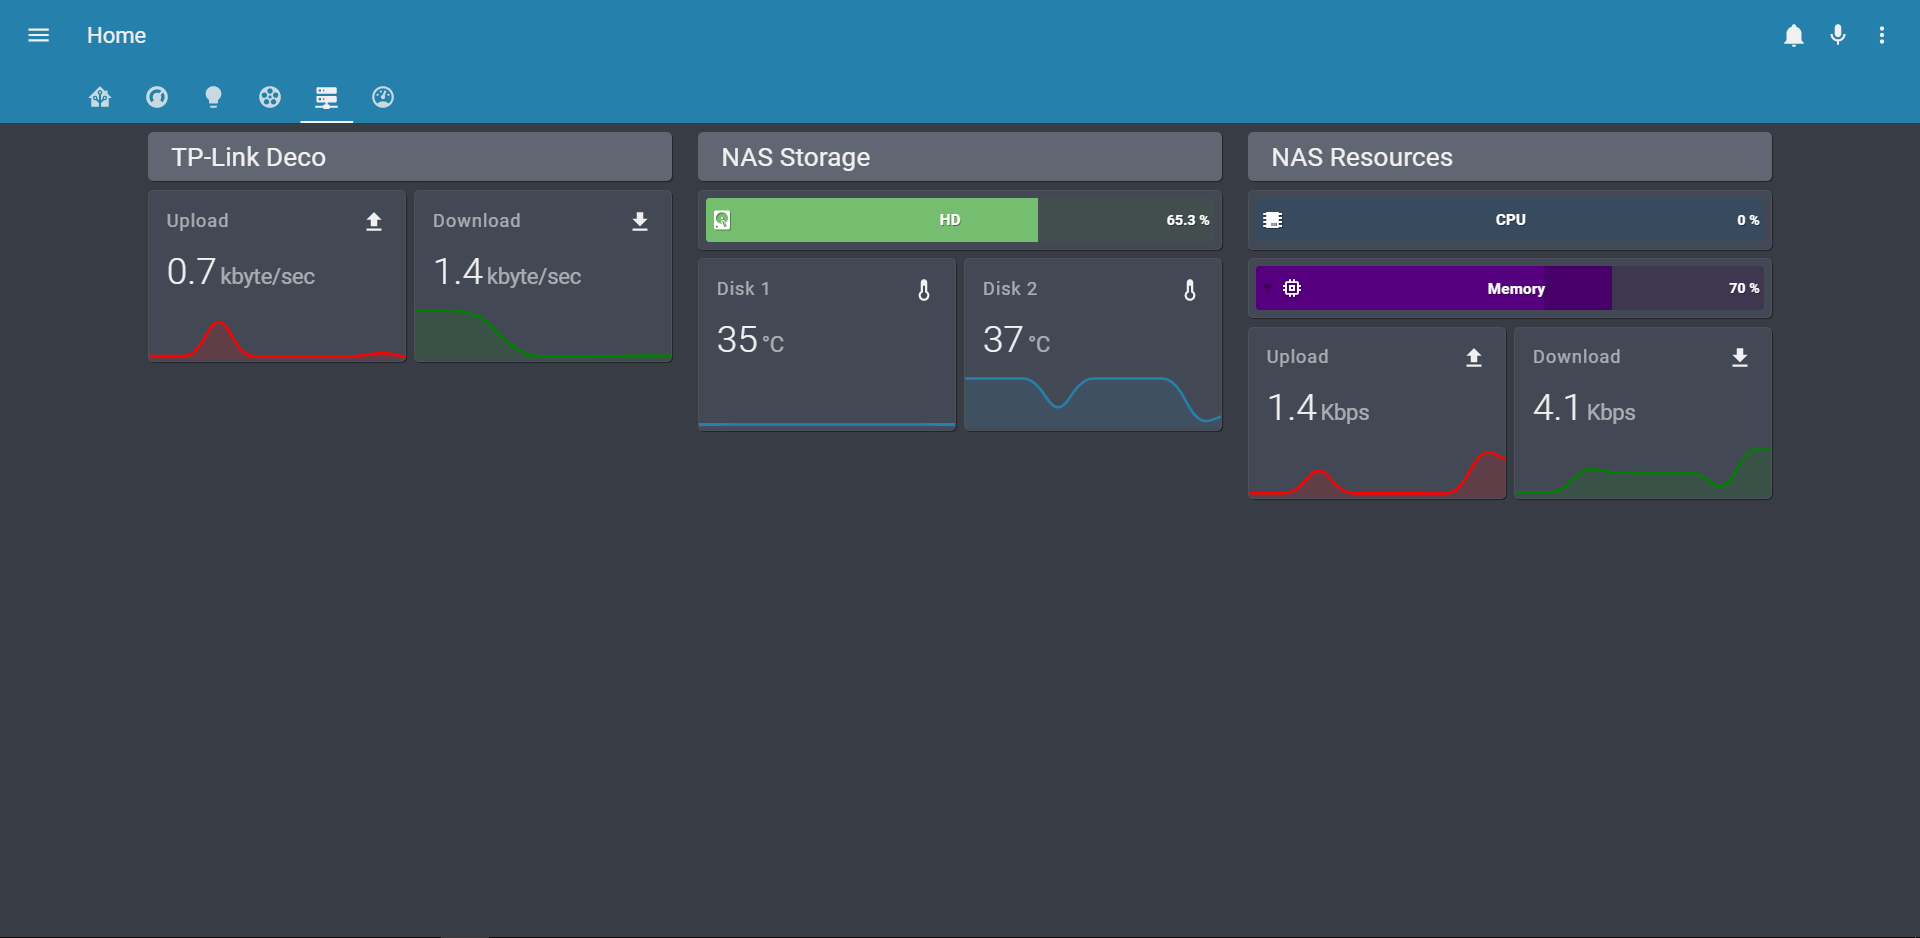 Home
TP-Link Deco
Upload
0.7 kbyte/sec
Download
1.4 kbyte/sec
NAS Storage
HD
65.3 %
Disk 1
35 °C
Disk 2
37 °C
NAS Resources
CPU
0 %
Memory
70 %
Upload
1.4 Kbps
Download
4.1 Kbps